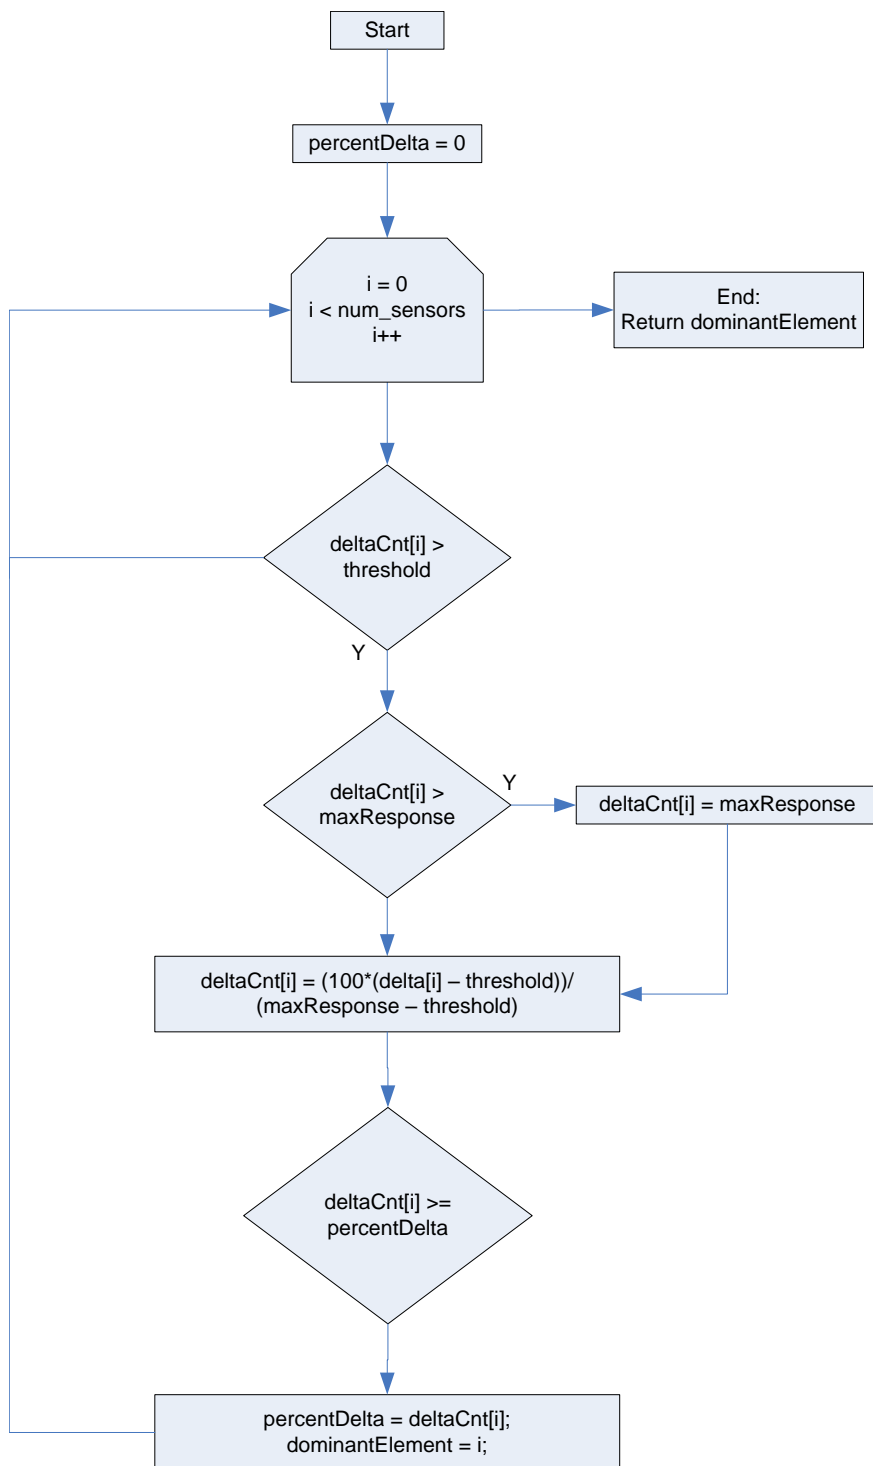 Start
percentDelta = 0
i = 0
i < num_sensors
i++
End:
Return dominantElement
deltaCnt[i] >
threshold
Y
deltaCnt[i] >
maxResponse
Y
deltaCnt[i] = maxResponse
deltaCnt[i] = (100*(delta[i] – threshold))/
(maxResponse – threshold)
deltaCnt[i] >=
percentDelta
percentDelta = deltaCnt[i];
dominantElement = i;